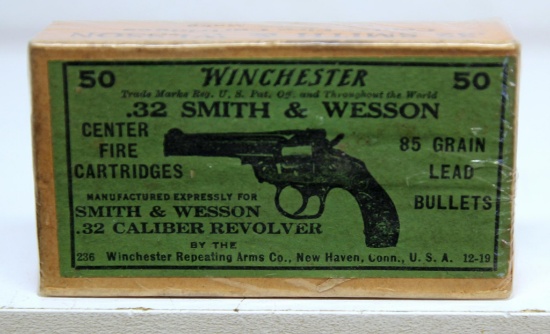 50 WINCHESTER 50
Trade Marks Reg. U. S. Pat. Off. and Throughout the World
.32 SMITH & WESSON
CENTER
FIRE
CARTRIDGES
85 GRAIN
LEAD
BULLETS
MANUFACTURED EXPRESSLY FOR
SMITH & WESSON
.32 CALIBER REVOLVER
BY THE
236 Winchester Repeating Arms Co., New Haven, Conn., U. S. A. 12-19